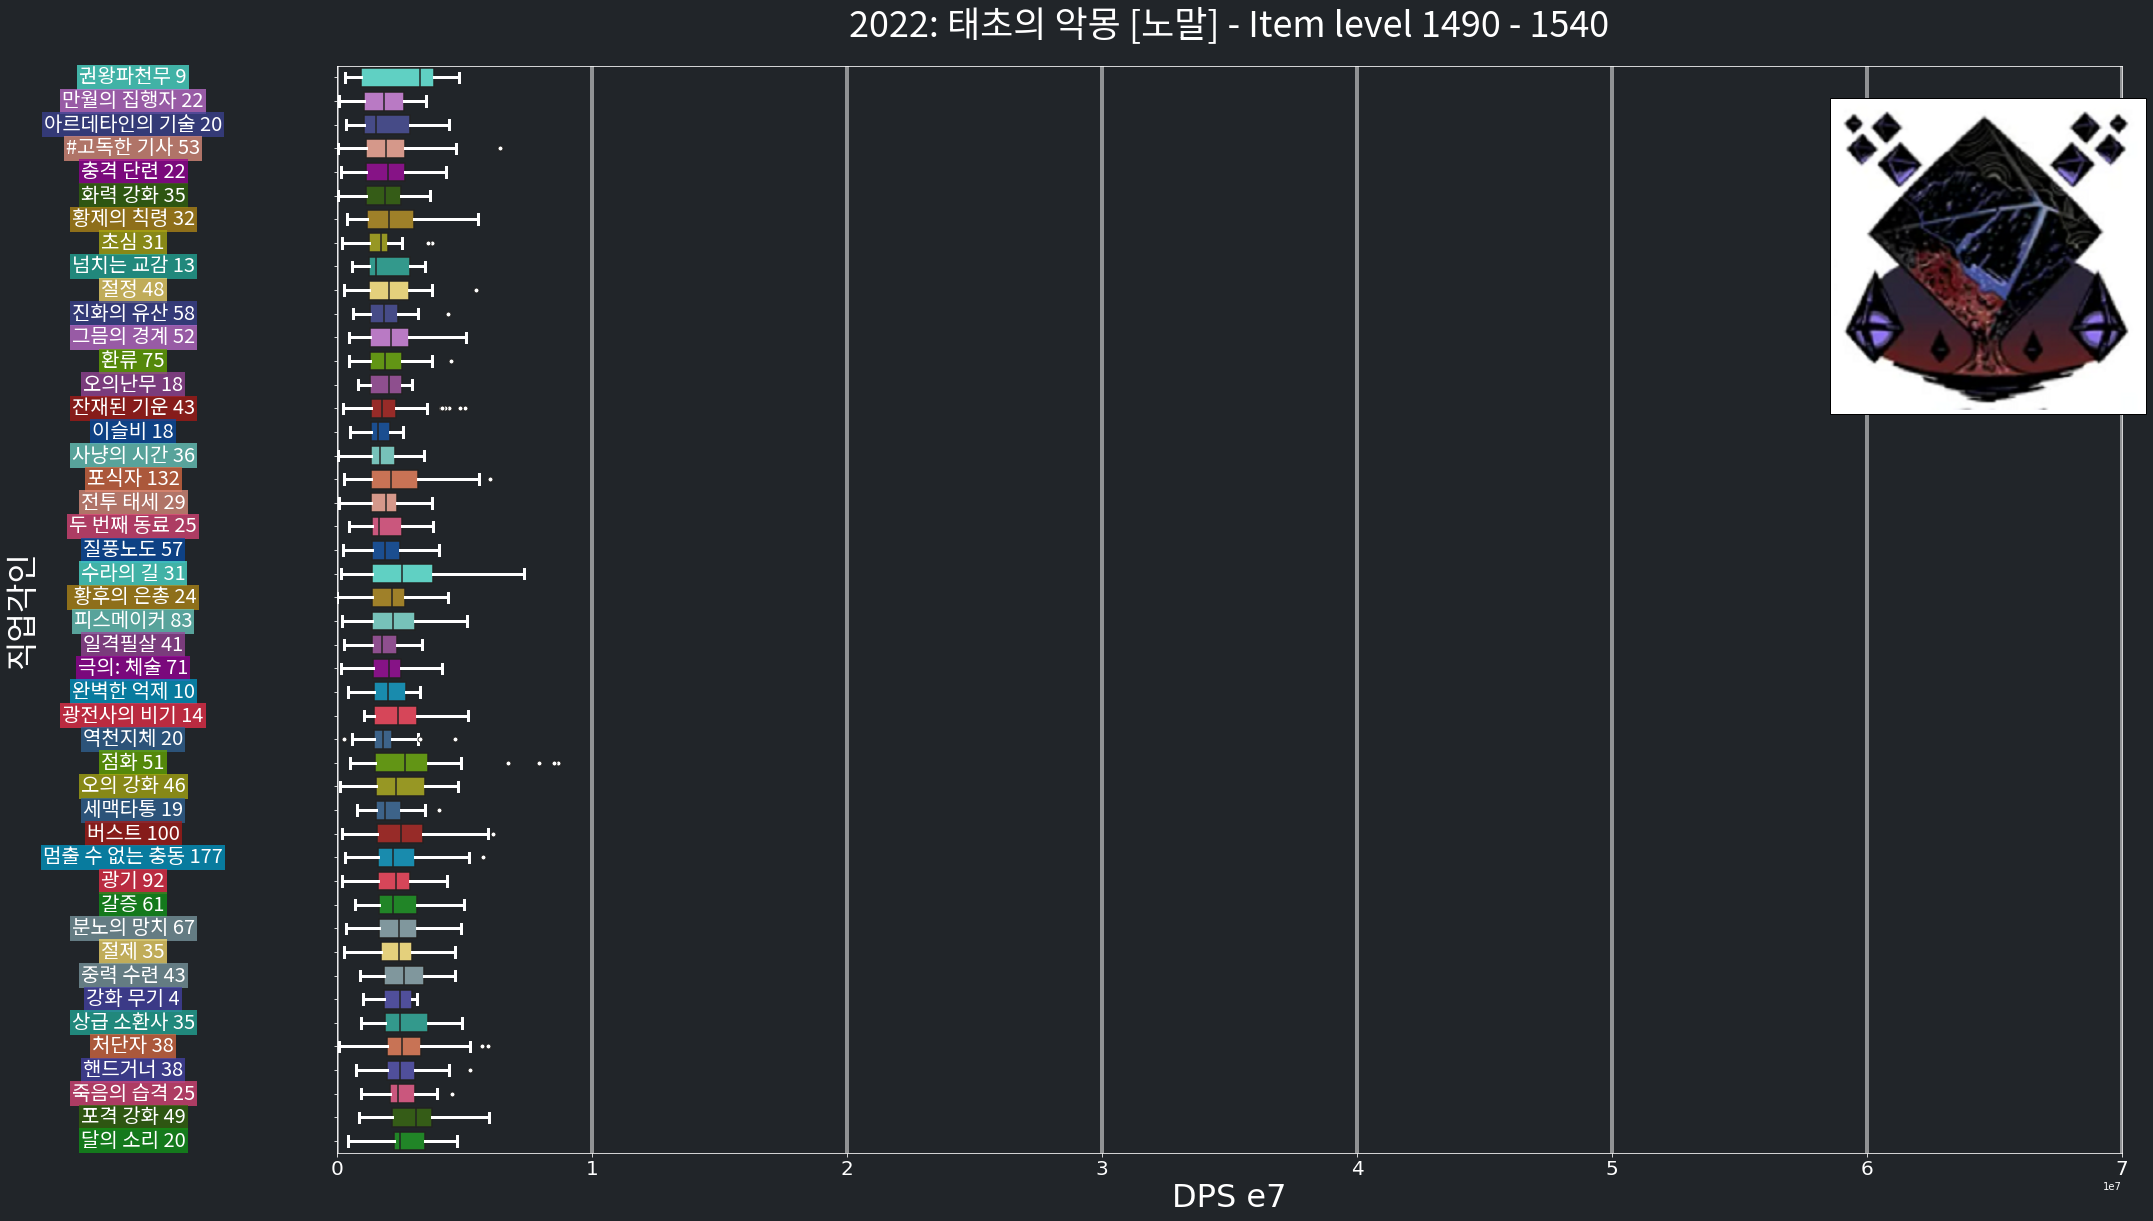 2022: 태초의 악몽 [노말] - Item level 1490 - 1540
직업각인
권왕파천무 9
만월의 집행자 22
아르데타인의 기술 20
#고독한 기사 53
충격 단련 22
화력 강화 35
황제의 칙령 32
초심 31
넘치는 교감 13
절정 48
진화의 유산 58
그믐의 경계 52
환류 75
오의난무 18
잔재된 기운 43
이슬비 18
사냥의 시간 36
포식자 132
전투 태세 29
두 번째 동료 25
질풍노도 57
수라의 길 31
황후의 은총 24
피스메이커 83
일격필살 41
극의: 체술 71
완벽한 억제 10
광전사의 비기 14
역천지체 20
점화 51
오의 강화 46
세맥타통 19
버스트 100
멈출 수 없는 충동 177
광기 92
갈증 61
분노의 망치 67
절제 35
중력 수련 43
강화 무기 4
상급 소환사 35
처단자 38
핸드거너 38
죽음의 습격 25
포격 강화 49
달의 소리 20
0 1 2 3 4 5 6 7
1e7
DPS e7